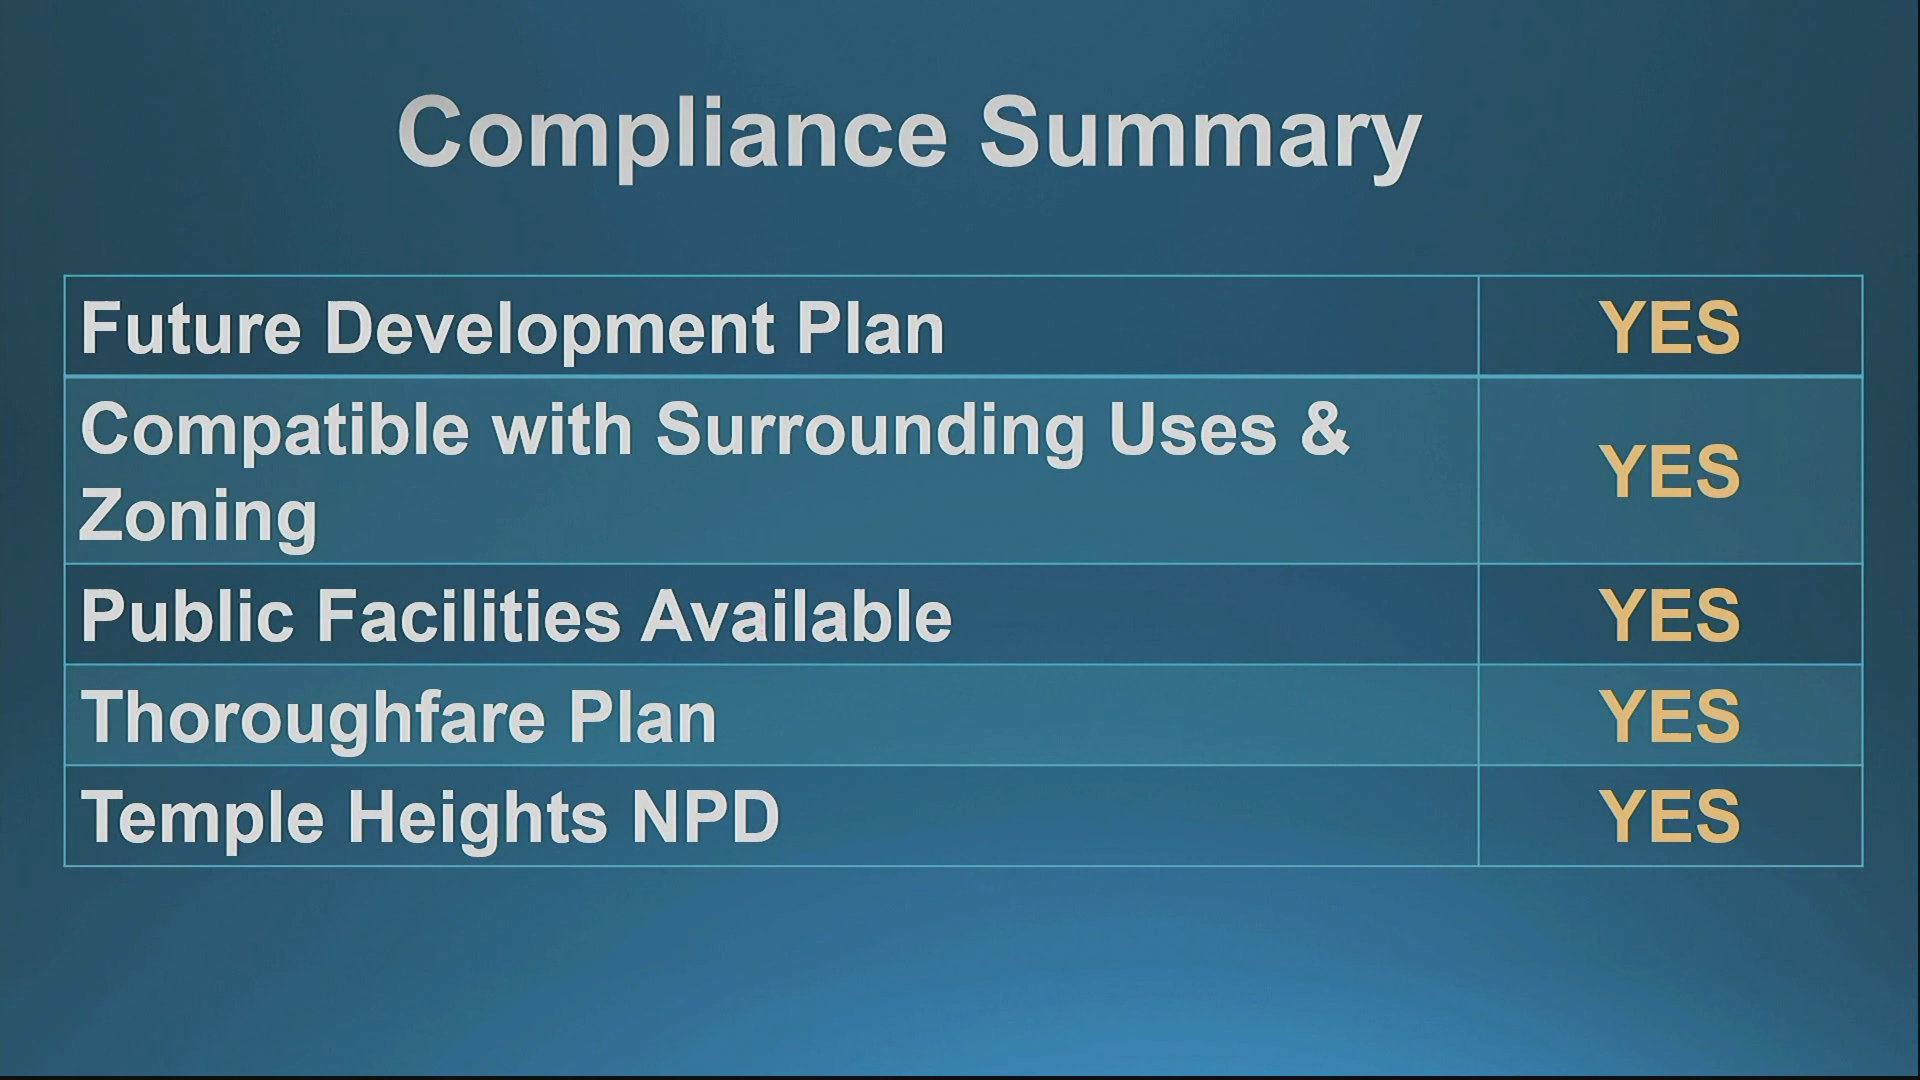 Compliance Summary
Future Development Plan
YES
Compatible with Surrounding Uses &
Zoning
YES
Public Facilities Available
YES
Thoroughfare Plan
YES
Temple Heights NPD
YES